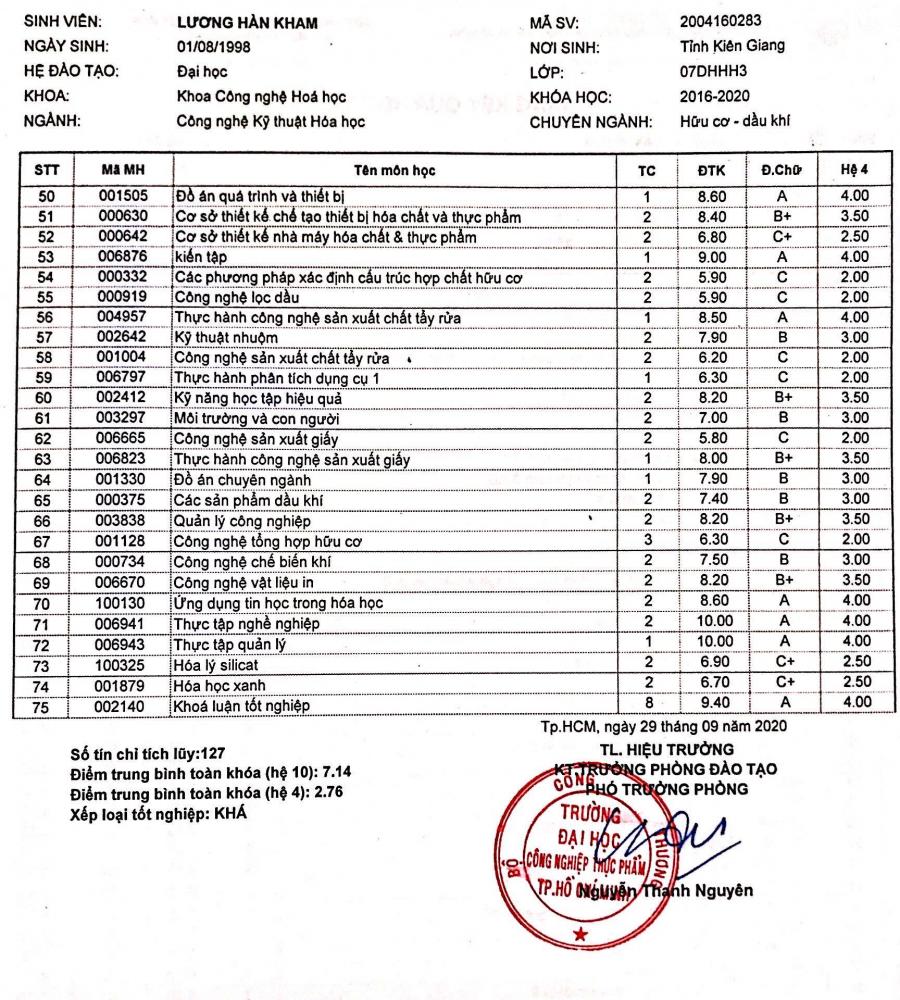 SINH VIÊN: LƯƠNG HÀN KHAM MÃ SV: 2004160283
NGÀY SINH: 01/08/1998 NƠI SINH: Tỉnh Kiên Giang
HỆ ĐÀO TẠO: Đại học LỚP: 07DHHH3
KHOA: Khoa Công nghệ Hoá học KHÓA HỌC: 2016-2020
NGÀNH: Công nghệ Kỹ thuật Hóa học CHUYÊN NGÀNH: Hữu cơ - dầu khí
STT Mã MH Tên môn học TC ĐTK Đ.Chữ Hệ 4
50 001505 Đồ án quá trình và thiết bị 1 8.60 A 4.00
51 000630 Cơ sở thiết kế chế tạo thiết bị hóa chất và thực phẩm 2 8.40 B+ 3.50
52 000642 Cơ sở thiết kế nhà máy hóa chất & thực phẩm 2 6.80 C+ 2.50
53 006876 kiến tập 1 9.00 A 4.00
54 000332 Các phương pháp xác định cấu trúc hợp chất hữu cơ 2 5.90 C 2.00
55 000919 Công nghệ lọc dầu 2 5.90 C 2.00
56 004957 Thực hành công nghệ sản xuất chất tẩy rửa 1 8.50 A 4.00
57 002642 Kỹ thuật nhuộm 2 7.90 B 3.00
58 001004 Công nghệ sản xuất chất tẩy rửa 2 6.20 C 2.00
59 006797 Thực hành phân tích dụng cụ 1 1 6.30 C 2.00
60 002412 Kỹ năng học tập hiệu quả 2 8.20 B+ 3.50
61 003297 Môi trường và con người 2 7.00 B 3.00
62 006665 Công nghệ sản xuất giấy 2 5.80 C 2.00
63 006823 Thực hành công nghệ sản xuất giấy 1 8.00 B+ 3.50
64 001330 Đồ án chuyên ngành 1 7.90 B 3.00
65 000375 Các sản phẩm dầu khí 2 7.40 B 3.00
66 003838 Quản lý công nghiệp 2 8.20 B+ 3.50
67 001128 Công nghệ tổng hợp hữu cơ 3 6.30 C 2.00
68 000734 Công nghệ chế biến khí 2 7.50 B 3.00
69 006670 Công nghệ vật liệu in 2 8.20 B+ 3.50
70 100130 Ứng dụng tin học trong hóa học 2 8.60 A 4.00
71 006941 Thực tập nghề nghiệp 2 10.00 A 4.00
72 006943 Thực tập quản lý 1 10.00 A 4.00
73 100325 Hóa lý silicat 2 6.90 C+ 2.50
74 001879 Hóa học xanh 2 6.70 C+ 2.50
75 002140 Khoá luận tốt nghiệp 8 9.40 A 4.00
Tp.HCM, ngày 29 tháng 09 năm 2020
Số tín chỉ tích lũy:127 TL. HIỆU TRƯỞNG
Điểm trung bình toàn khóa (hệ 10): 7.14 KT.TRƯỞNG PHÒNG ĐÀO TẠO
Điểm trung bình toàn khóa (hệ 4): 2.76 PHÓ TRƯỞNG PHÒNG
Xếp loại tốt nghiệp: KHÁ
BỘ CÔNG THƯƠNG
TRƯỜNG
ĐẠI HỌC
CÔNG NGHIỆP THỰC PHẨM
TP.HỒ CHÍ MINH
Nguyễn Thanh Nguyên